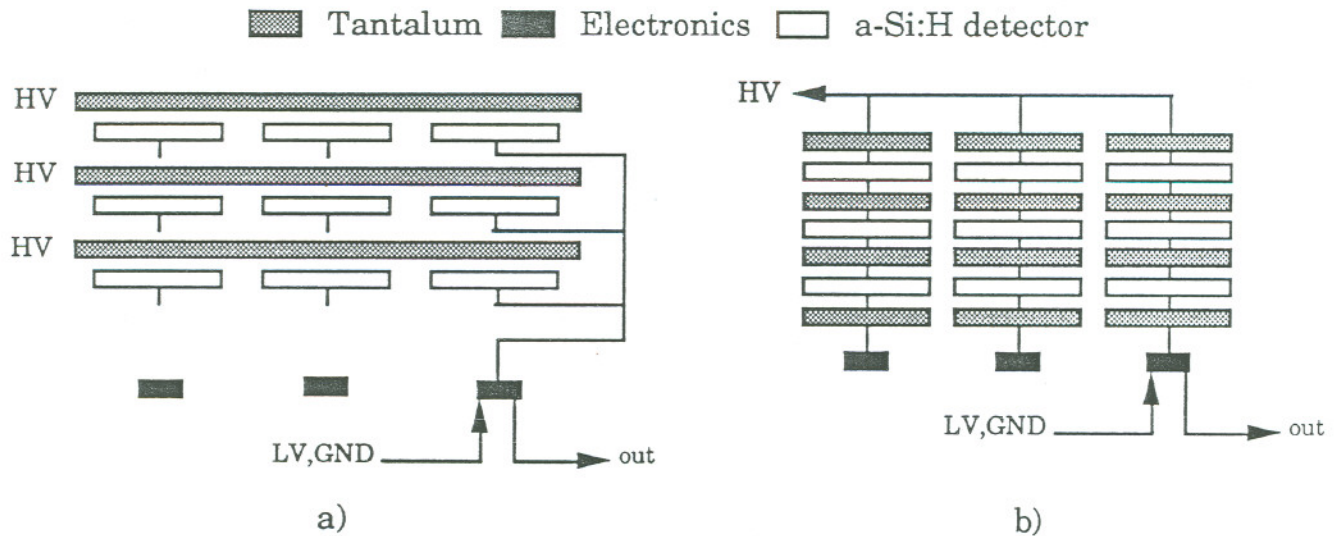 Tantalum Electronics a-Si:H detector
HV
HV
HV
LV,GND
out
a)
HV
LV,GND
out
b)